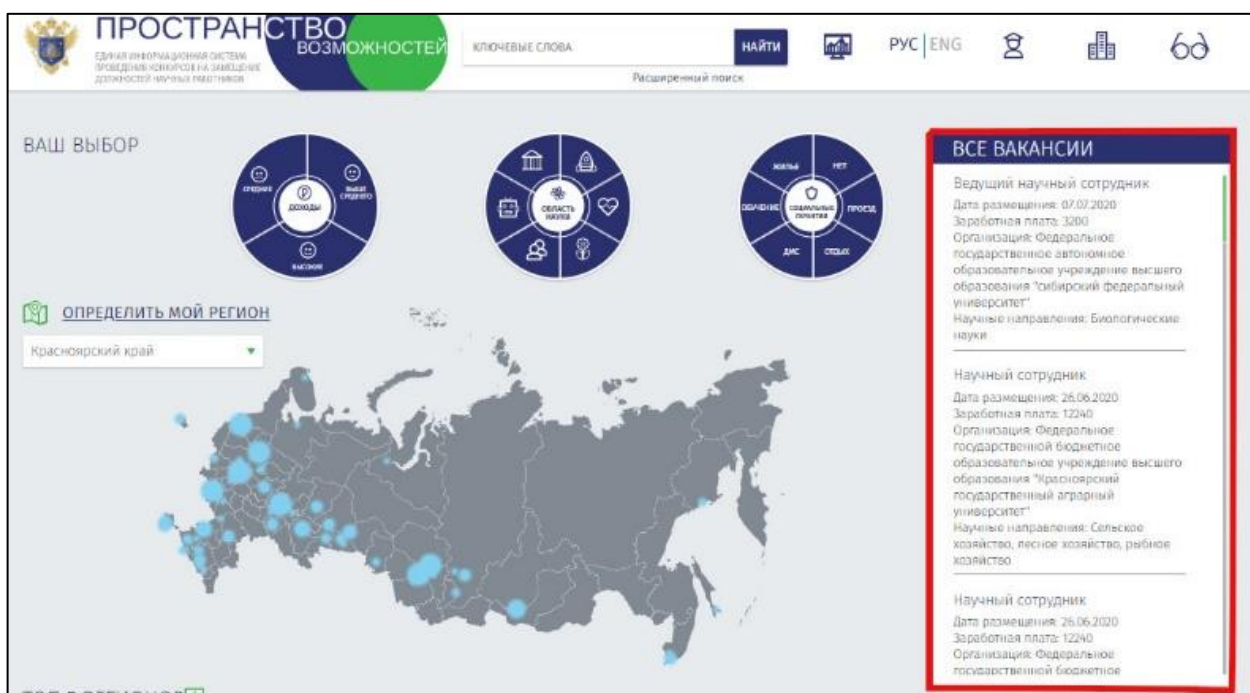 ПРОСТРАНСТВО
ВОЗМОЖНОСТЕЙ
ЕДИНАЯ ИНФОРМАЦИОННАЯ СИСТЕМА
ПРОВЕДЕНИЯ КОНКУРСОВ НА ЗАМЕЩЕНИЕ
ДОЛЖНОСТЕЙ НАУЧНЫХ РАБОТНИКОВ
КЛЮЧЕВЫЕ СЛОВА
НАЙТИ
Расширенный поиск
РУС | ENG
ВАШ ВЫБОР
СРЕДНИЕ
ВЫШЕ
СРЕДНЕГО
ДОХОДЫ
ВЫСОКИЕ
ОБЛАСТЬ
НАУКИ
ЖИЛЬЕ
НЕТ
ОБУЧЕНИЕ
СОЦИАЛЬНЫЕ
ГАРАНТИИ
ПРОЕЗД
ДМС
ОТДЫХ
ОПРЕДЕЛИТЬ МОЙ РЕГИОН
Красноярский край
ВСЕ ВАКАНСИИ
Ведущий научный сотрудник
Дата размещения: 07.07.2020
Заработная плата: 3200
Организация: Федеральное
государственное автономное
образовательное учреждение высшего
образования "сибирский федеральный
университет"
Научные направления: Биологические
науки
Научный сотрудник
Дата размещения: 26.06.2020
Заработная плата: 12240
Организация: Федеральное
государственной бюджетное
образовательное учреждение высшего
образования "Красноярский
государственный аграрный
университет"
Научные направления: Сельское
хозяйство, лесное хозяйство, рыбное
хозяйство
Научный сотрудник
Дата размещения: 26.06.2020
Заработная плата: 12240
Организация: Федеральное
государственной бюджетное